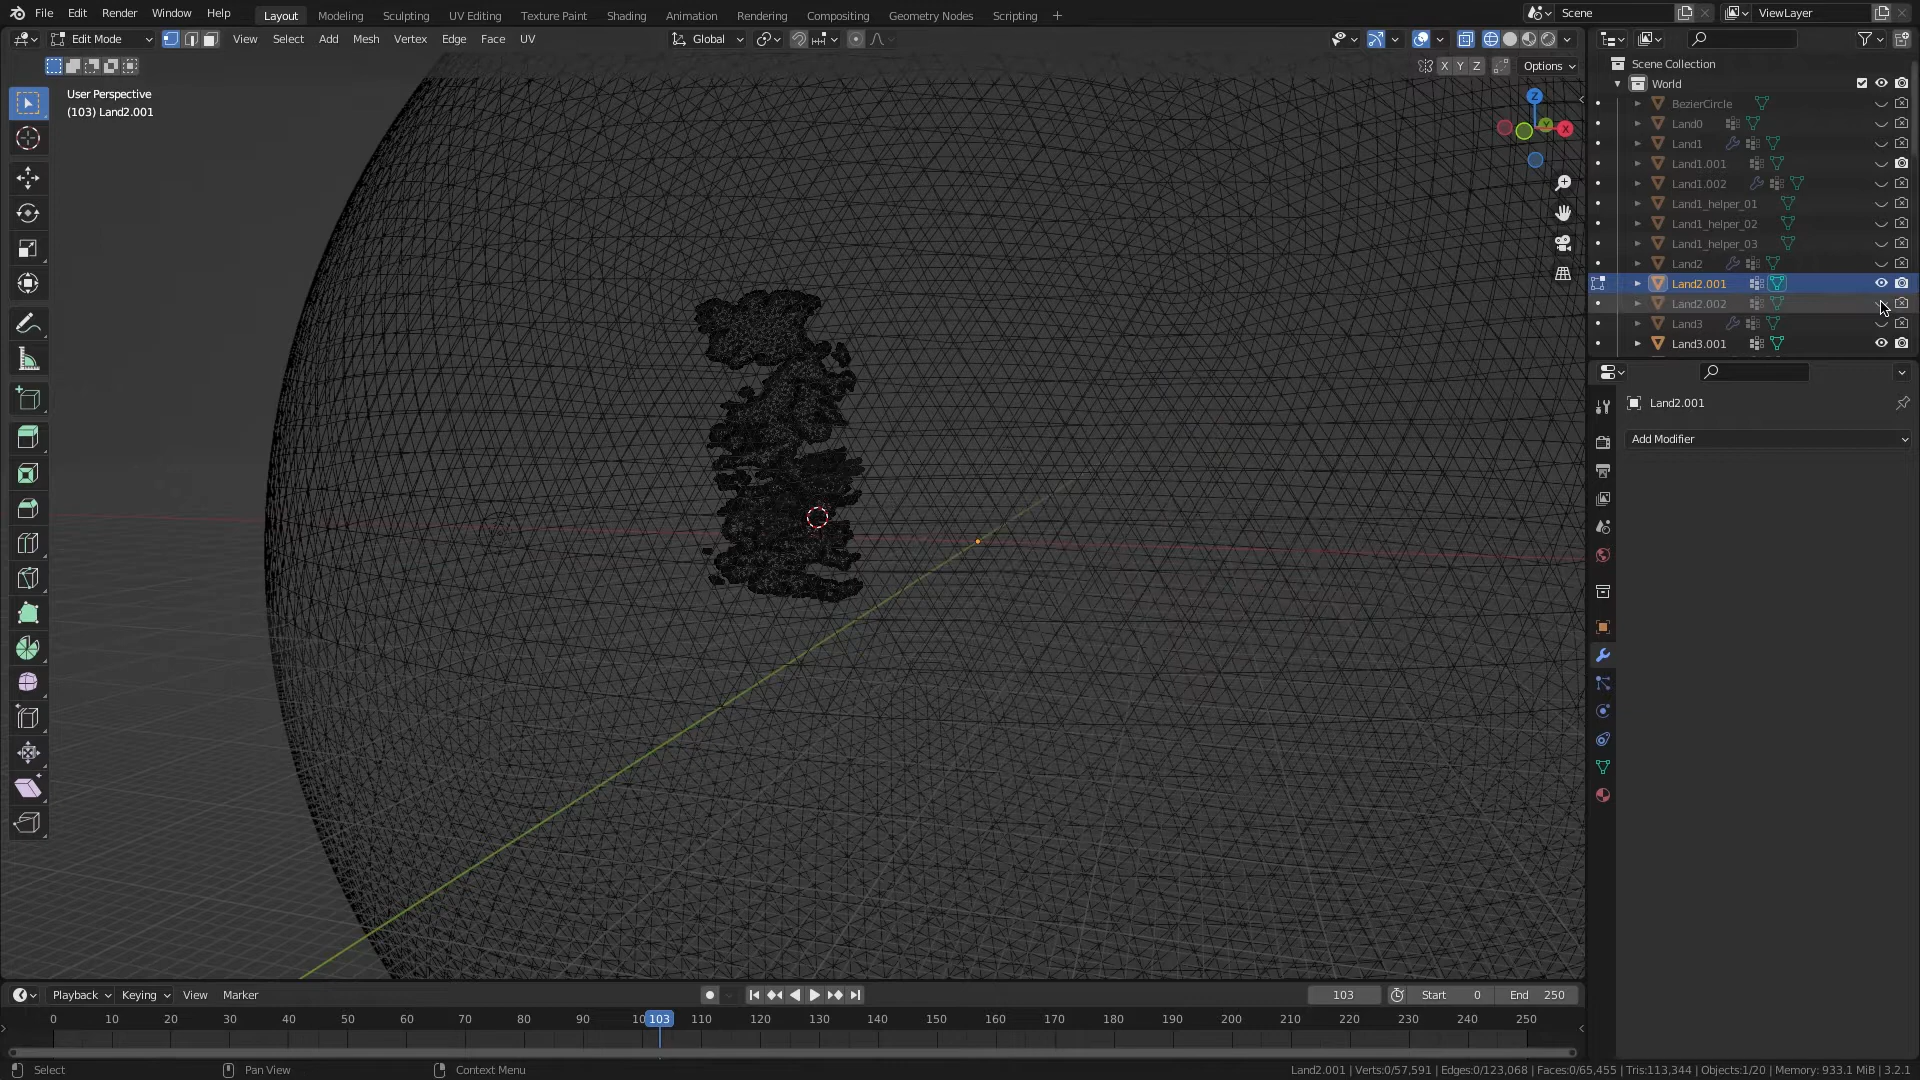 File Edit Render Window Help Layout Modeling Sculpting UV Editing Texture Paint Shading Animation Rendering Compositing Geometry Nodes Scripting + Scene ViewLayer
Edit Mode View Select Add Mesh Vertex Edge Face UV Global
X Y Z Options
User Perspective
(103) Land2.001
Z
Y
X
Scene Collection
World
BezierCircle
Land0
Land1
Land1.001
Land1.002
Land1_helper_01
Land1_helper_02
Land1_helper_03
Land2
Land2.001
Land2.002
Land3
Land3.001
Land2.001
Add Modifier
Playback Keying View Marker 103 Start 0 End 250
0 10 20 30 40 50 60 70 80 90 10 103 110 120 130 140 150 160 170 180 190 200 210 220 230 240 250
Select Pan View Context Menu Land2.001 | Verts:0/57,591 | Edges:0/123,068 | Faces:0/65,455 | Tris:113,344 | Objects:1/20 | Memory: 933.1 MiB | 3.2.1